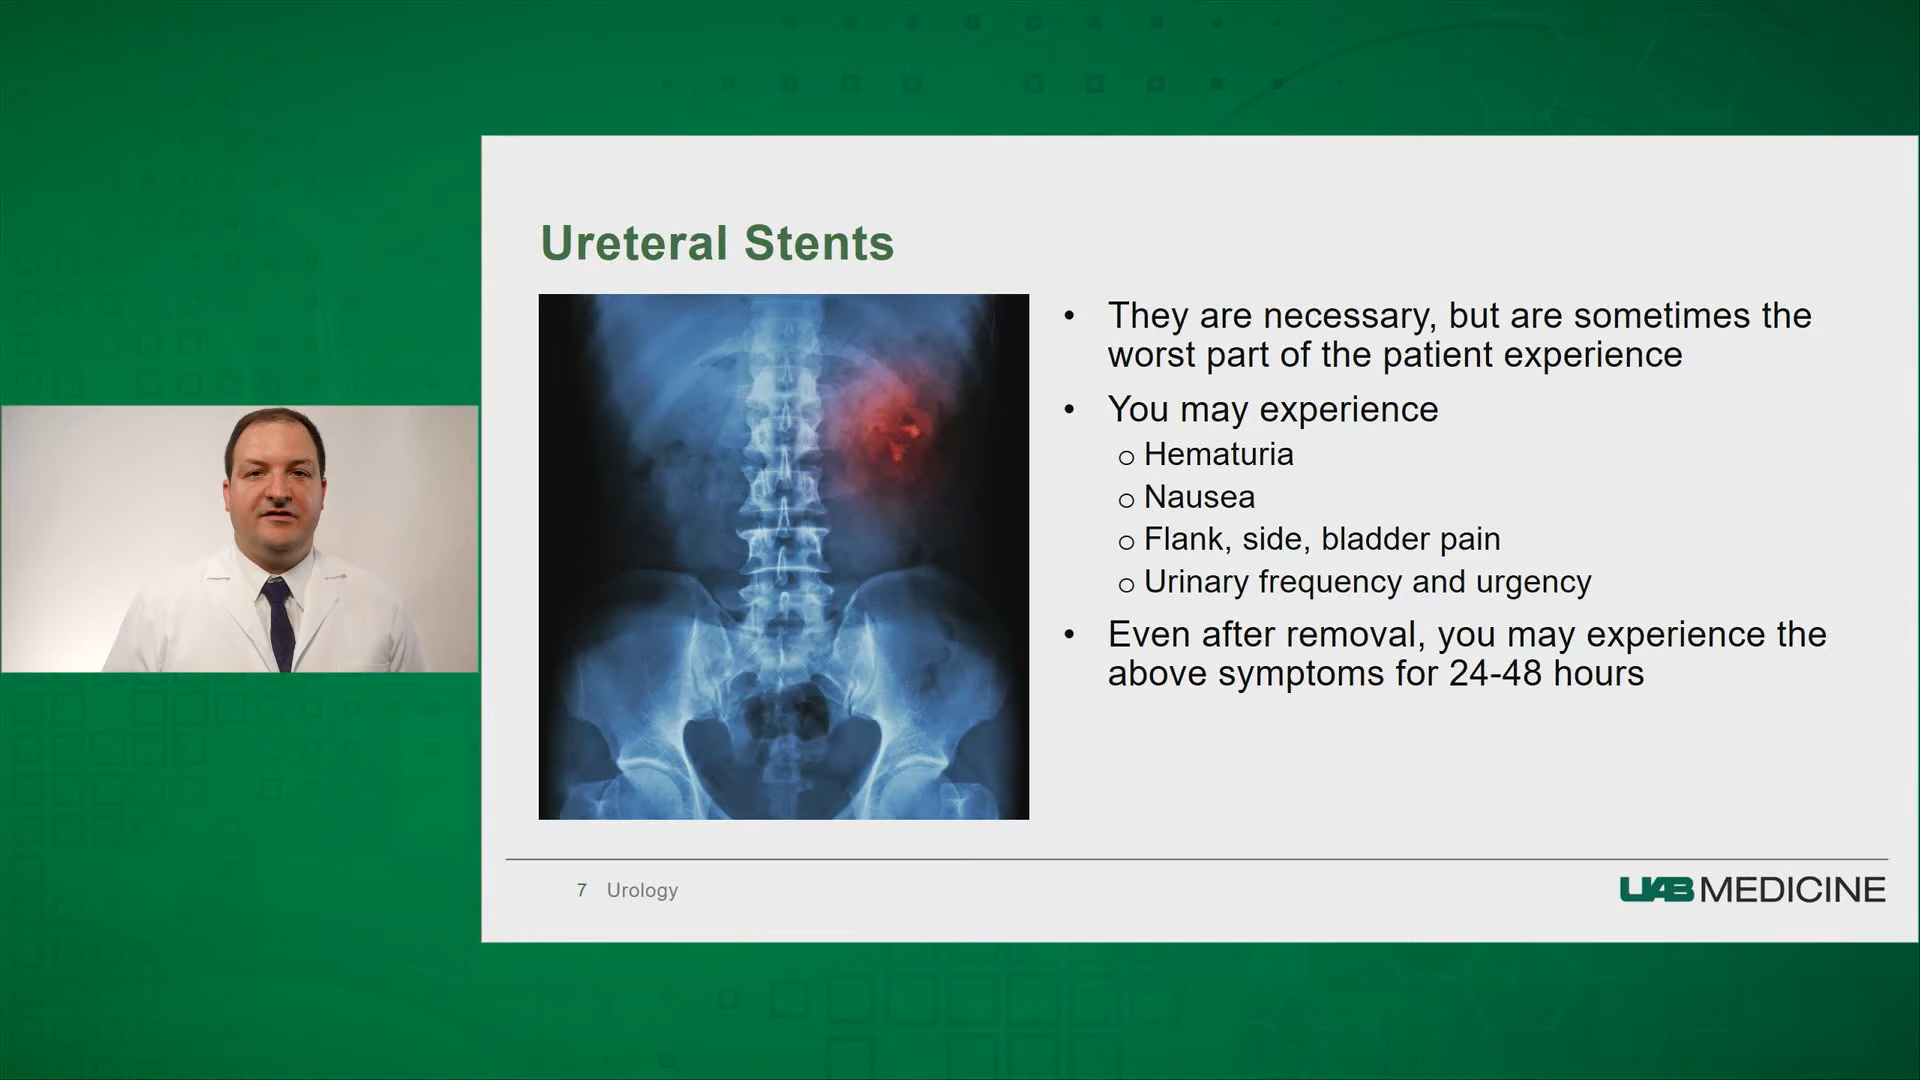 Ureteral Stents
• They are necessary, but are sometimes the
worst part of the patient experience
• You may experience
o Hematuria
o Nausea
o Flank, side, bladder pain
o Urinary frequency and urgency
• Even after removal, you may experience the
above symptoms for 24-48 hours
7 Urology
UAB MEDICINE